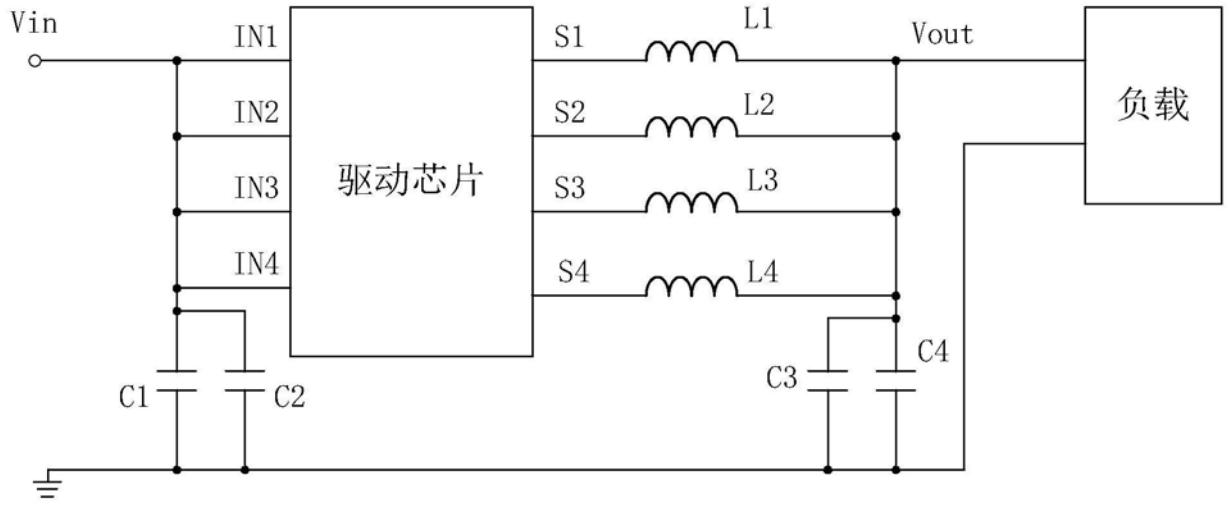 Vin
IN1
S1
L1
Vout
IN2
S2
L2
负载
IN3
驱动芯片
S3
L3
IN4
S4
L4
C1
C2
C3
C4